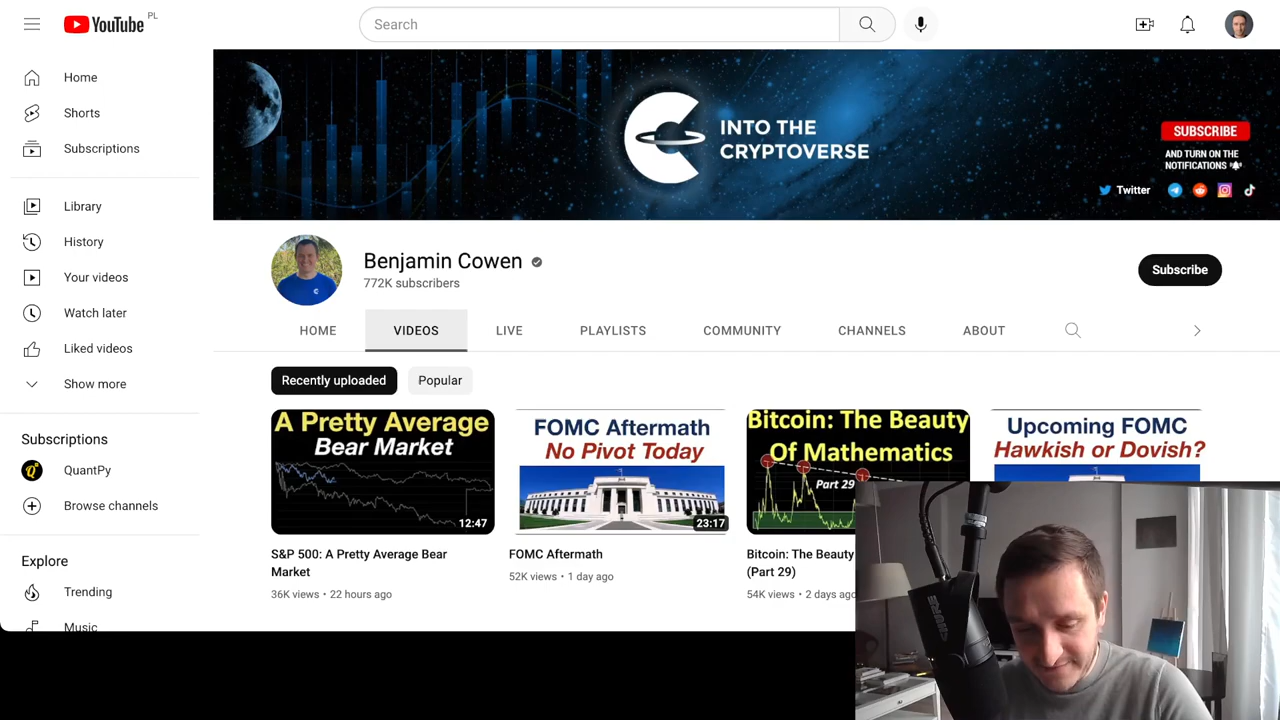 YouTube PL
Search
Home
Shorts
Subscriptions
Library
History
Your videos
Watch later
Liked videos
Show more
Subscriptions
QuantPy
Browse channels
Explore
Trending
Music
INTO THE
CRYPTOVERSE
SUBSCRIBE
AND TURN ON THE
NOTIFICATIONS
Twitter
Benjamin Cowen
772K subscribers
Subscribe
HOME
VIDEOS
LIVE
PLAYLISTS
COMMUNITY
CHANNELS
ABOUT
Recently uploaded
Popular
A Pretty Average
Bear Market
12:47
S&P 500: A Pretty Average Bear
Market
36K views • 22 hours ago
FOMC Aftermath
No Pivot Today
23:17
FOMC Aftermath
52K views • 1 day ago
Bitcoin: The Beauty
Of Mathematics
Part 29
Bitcoin: The Beauty
(Part 29)
54K views • 2 days ago
Upcoming FOMC
Hawkish or Dovish?
SHURE